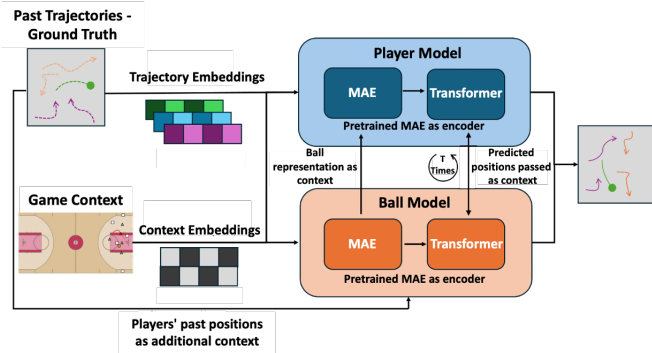 Past Trajectories -
Ground Truth
Trajectory Embeddings
Player Model
MAE
Transformer
Pretrained MAE as encoder
Ball
representation as
context
T
Times
Predicted
positions passed
as context
Game Context
Context Embeddings
Ball Model
MAE
Transformer
Pretrained MAE as encoder
Players' past positions
as additional context